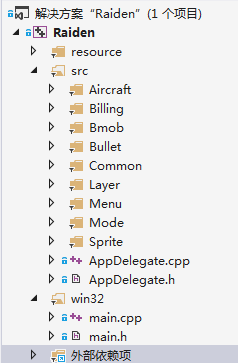 解决方案"Raiden"(1 个项目)
Raiden
resource
src
Aircraft
Billing
Bmob
Bullet
Common
Layer
Menu
Mode
Sprite
AppDelegate.cpp
AppDelegate.h
win32
main.cpp
main.h
外部依赖项